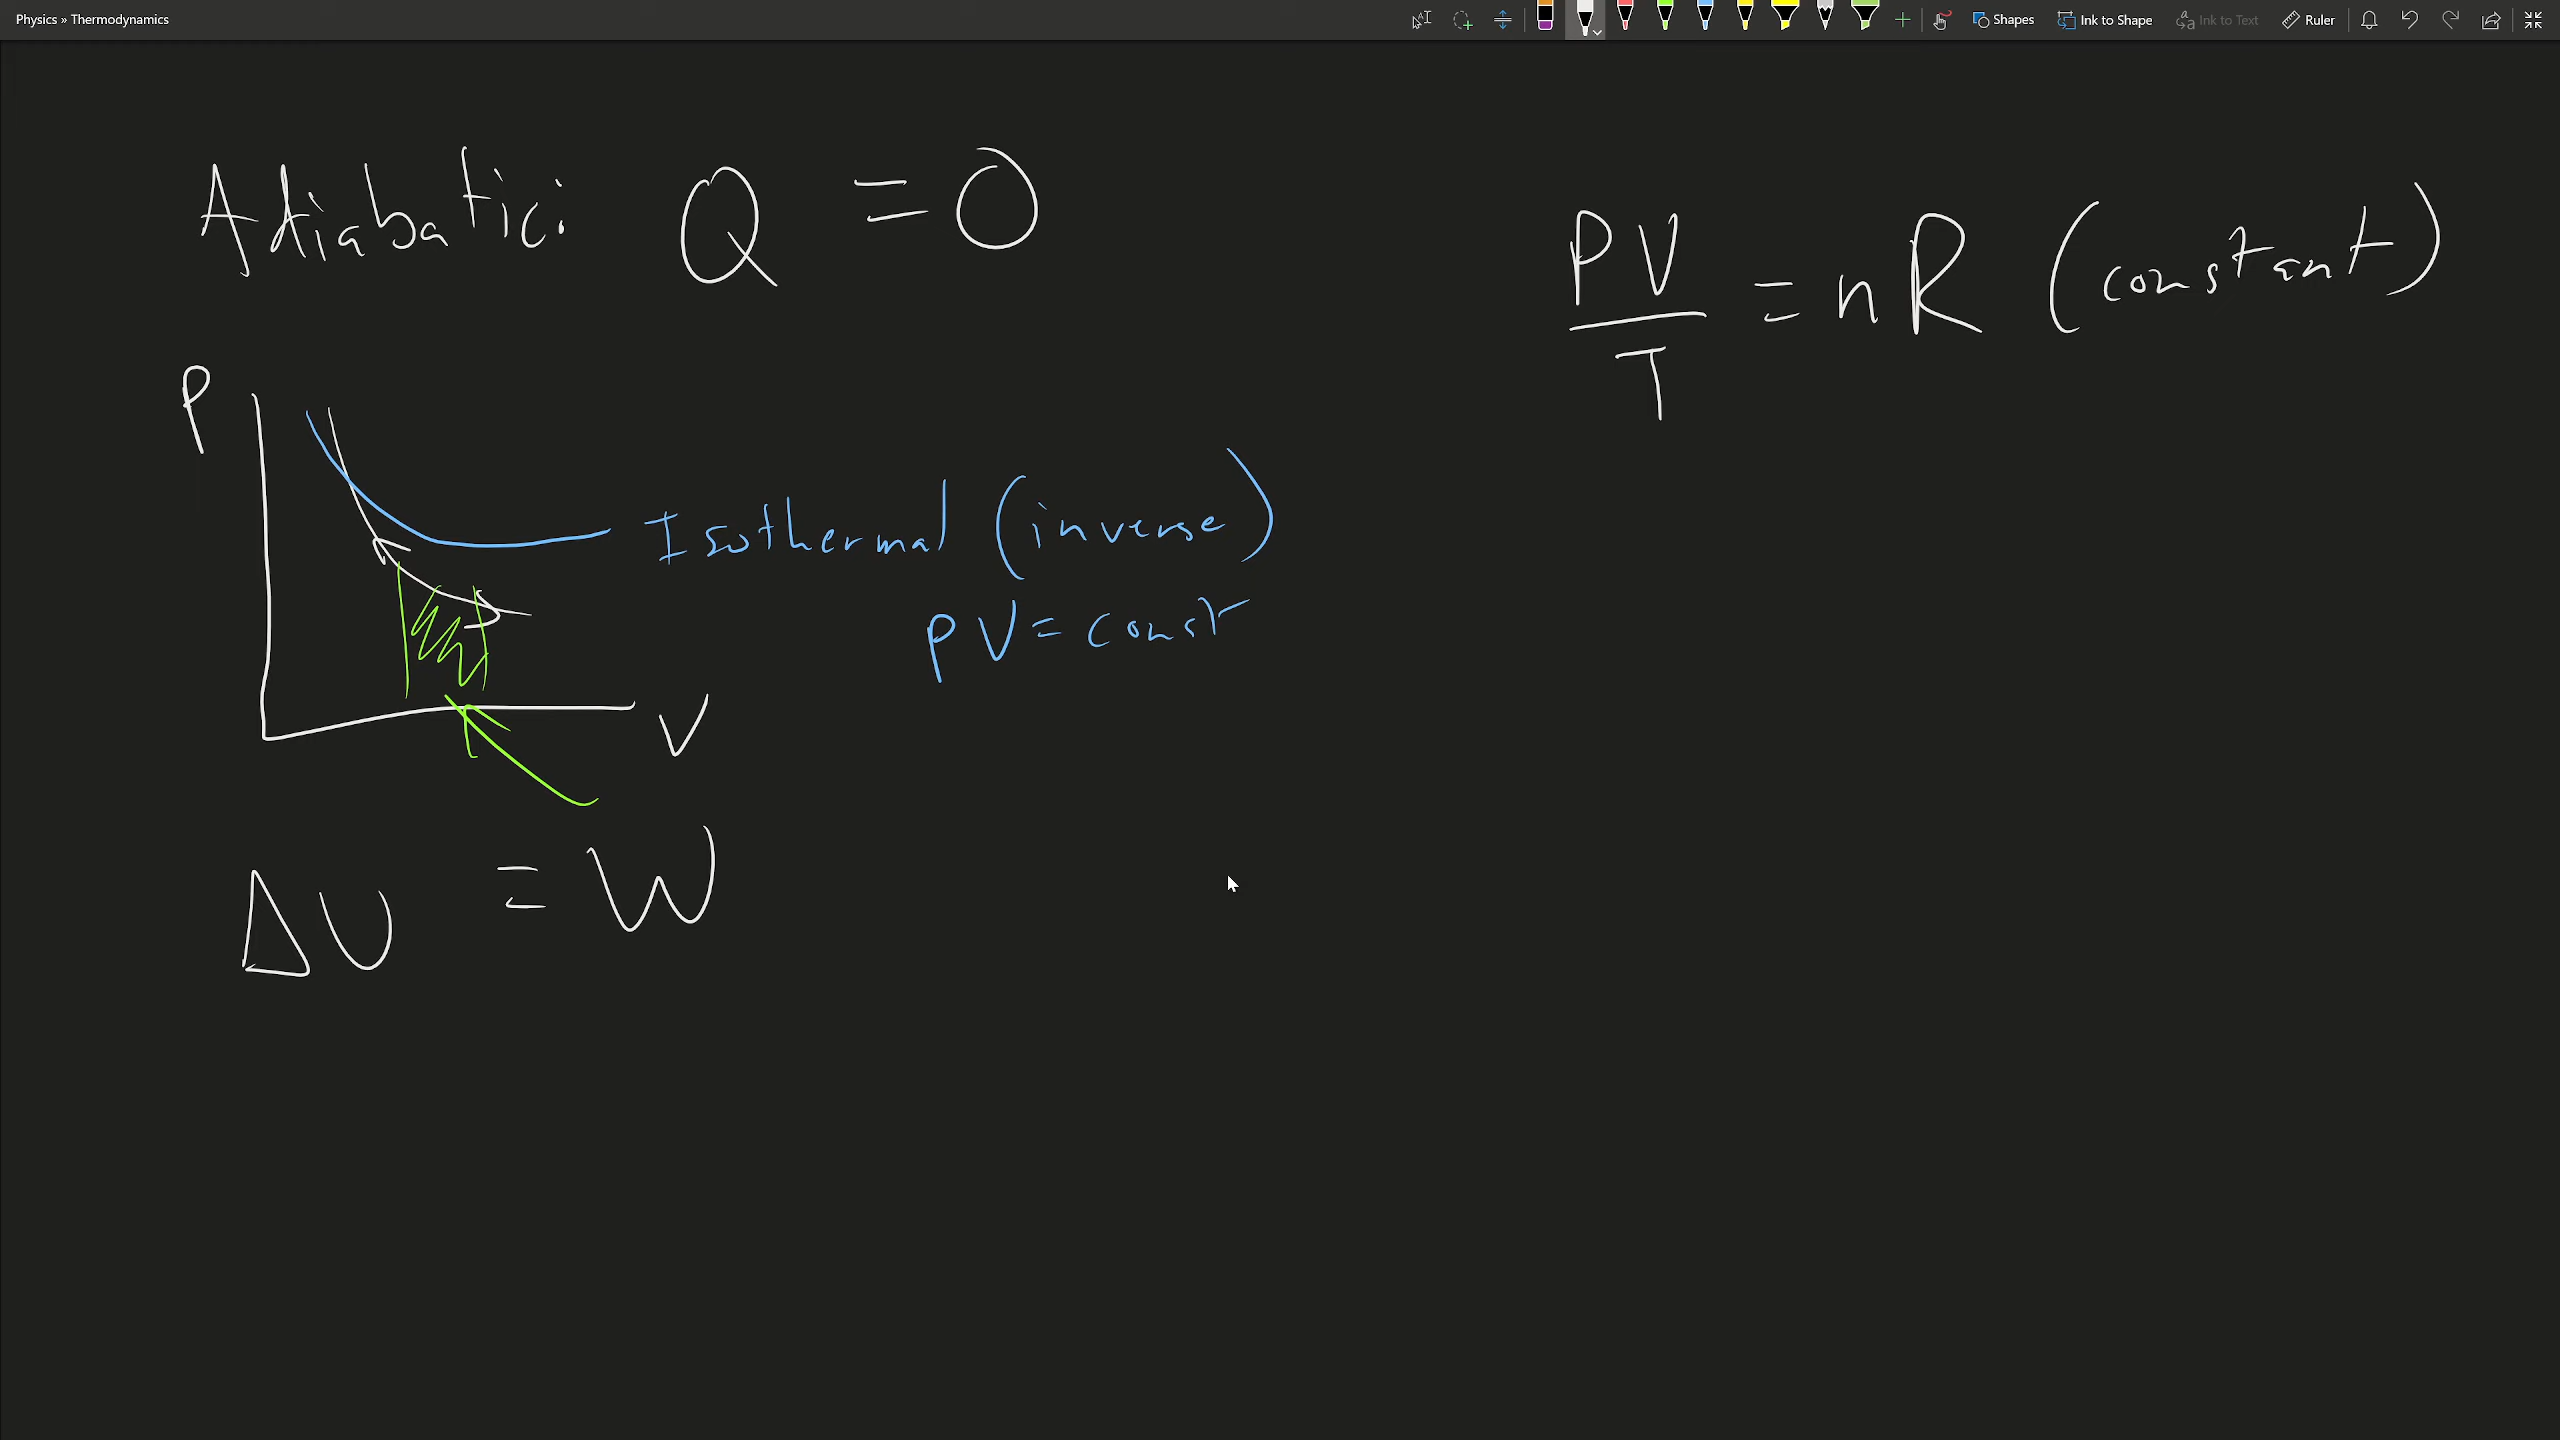 Physics » Thermodynamics
Shapes Ink to Shape Ink to Text Ruler
Adiabatic: Q = 0
PV/T = nR (constant)
P
Isothermal (inverse)
PV = const
V
ΔU = W